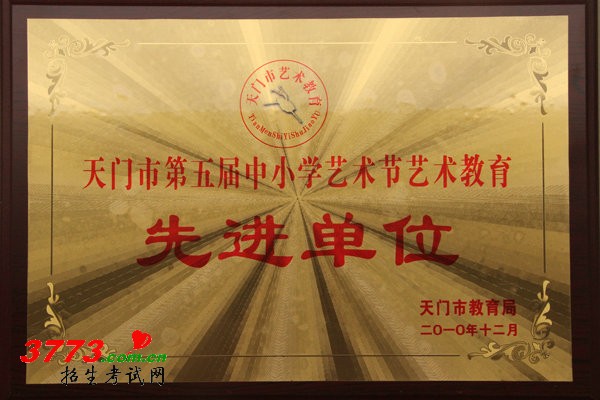 天门市艺术教育
TianMenShiYiShuJiaoYu
天门市第五届中小学艺术节艺术教育
先进单位
天门市教育局
二〇一〇年十二月
3773.com.cn
招生考试网